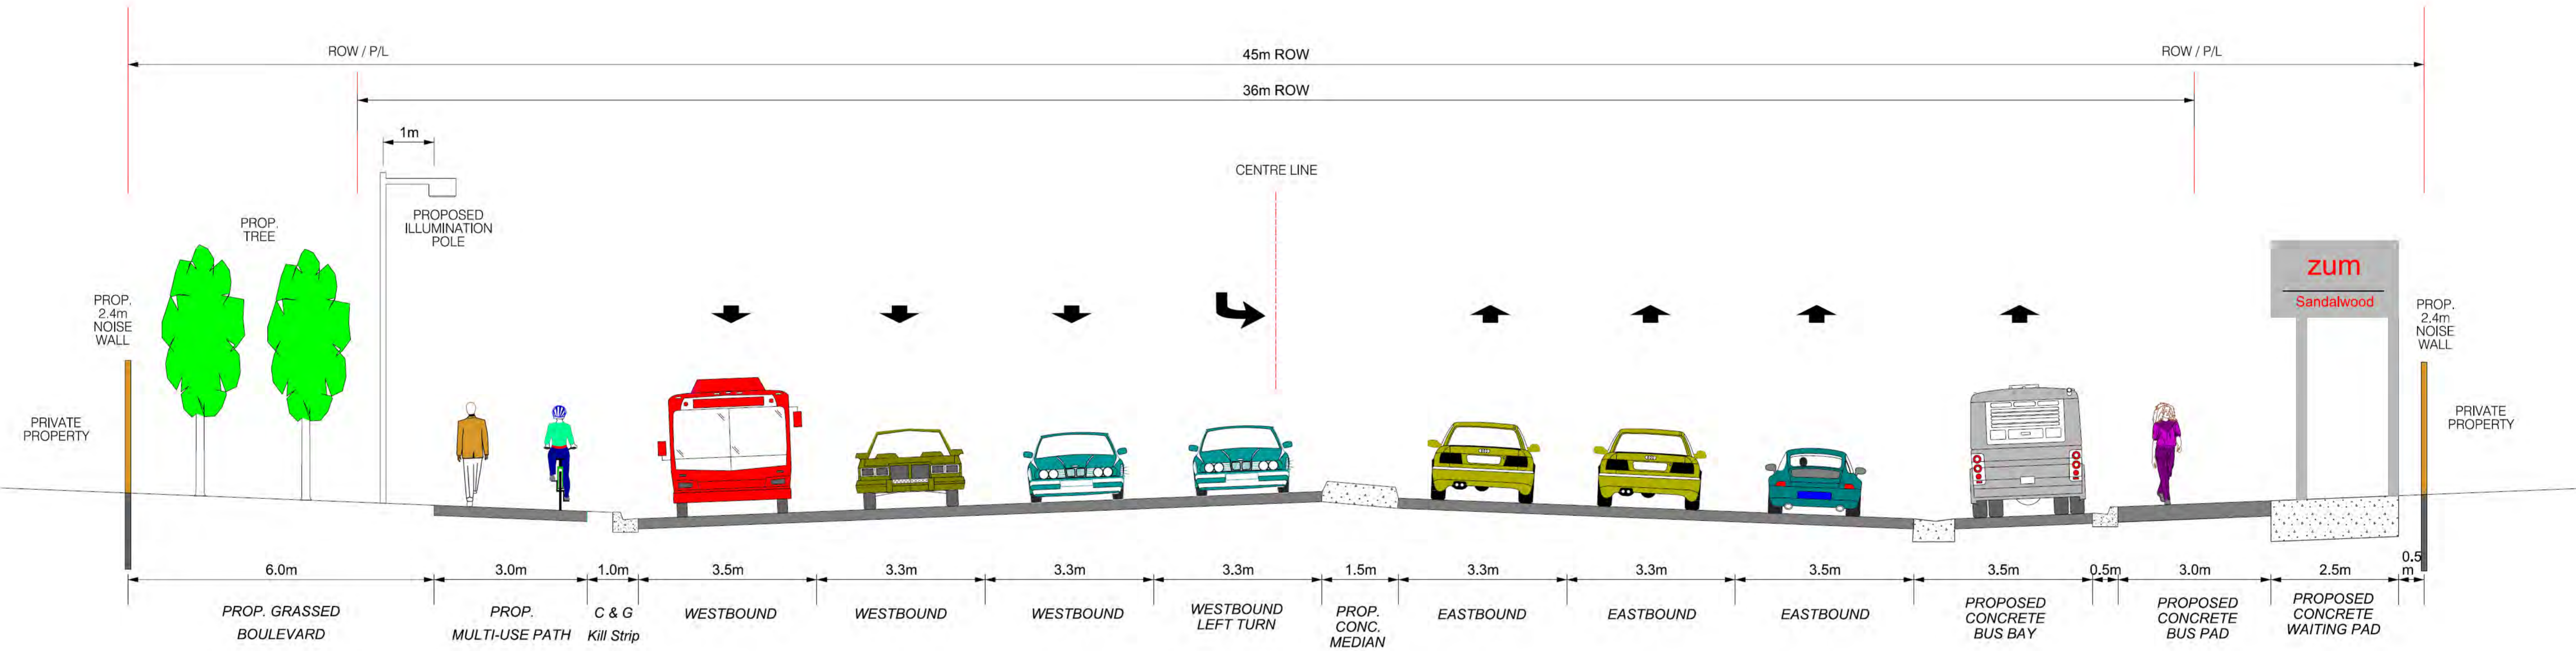 ROW / P/L
45m ROW
ROW / P/L
36m ROW
1m
CENTRE LINE
PROPOSED
ILLUMINATION
POLE
PROP.
TREE
zum
Sandalwood
PROP.
2.4m
NOISE
WALL
PROP.
2.4m
NOISE
WALL
PRIVATE
PROPERTY
PRIVATE
PROPERTY
6.0m
3.0m
1.0m
3.5m
3.3m
3.3m
3.3m
1.5m
3.3m
3.3m
3.5m
3.5m
0.5m
3.0m
2.5m
0.5
m
PROP. GRASSED
BOULEVARD
PROP.
MULTI-USE PATH
C & G
Kill Strip
WESTBOUND
WESTBOUND
WESTBOUND
WESTBOUND
LEFT TURN
PROP.
CONC.
MEDIAN
EASTBOUND
EASTBOUND
EASTBOUND
PROPOSED
CONCRETE
BUS BAY
PROPOSED
CONCRETE
BUS PAD
PROPOSED
CONCRETE
WAITING PAD